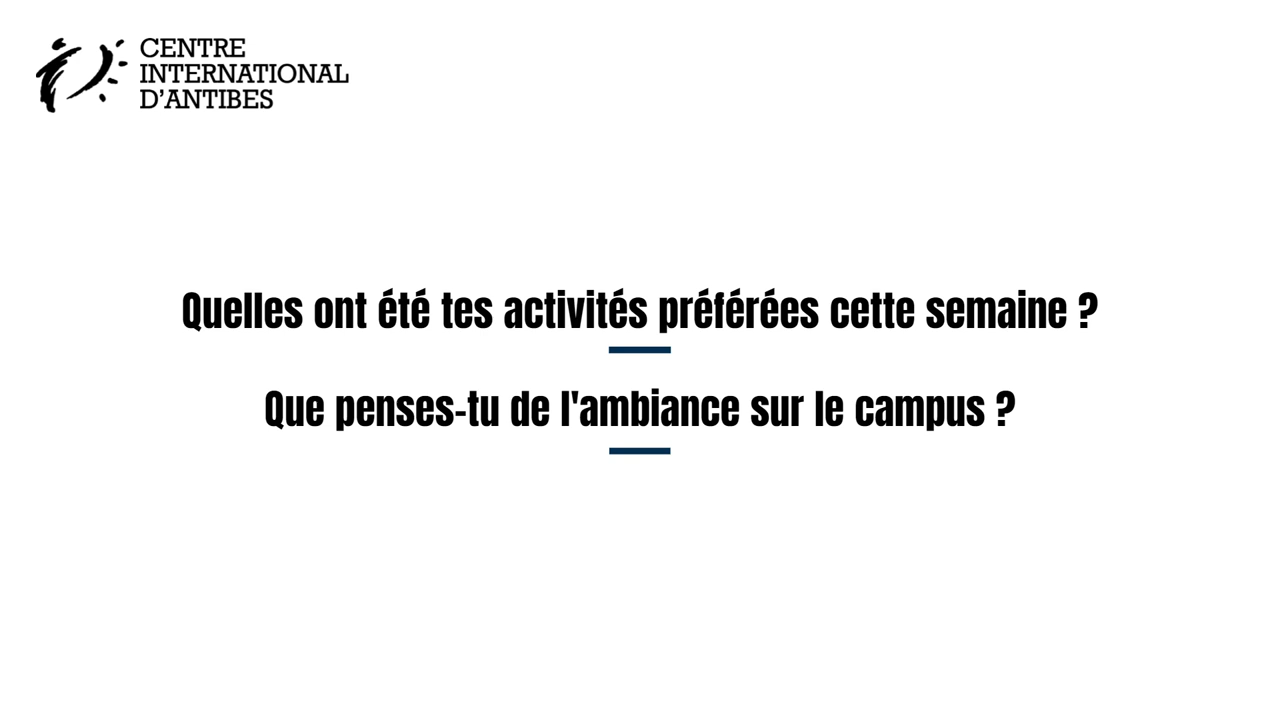 CENTRE
INTERNATIONAL
D'ANTIBES
Quelles ont été tes activités préférées cette semaine ?
Que penses-tu de l'ambiance sur le campus ?